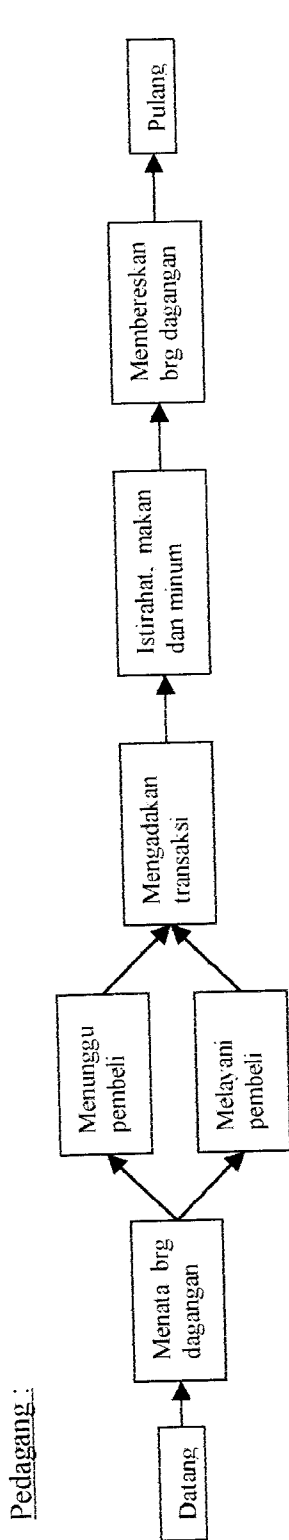 Pedagang :
Datang
Menata brg
dagangan
Menunggu
pembeli
Melayani
pembeli
Mengadakan
transaksi
Istirahat, makan
dan minum
Membereskan
brg dagangan
Pulang